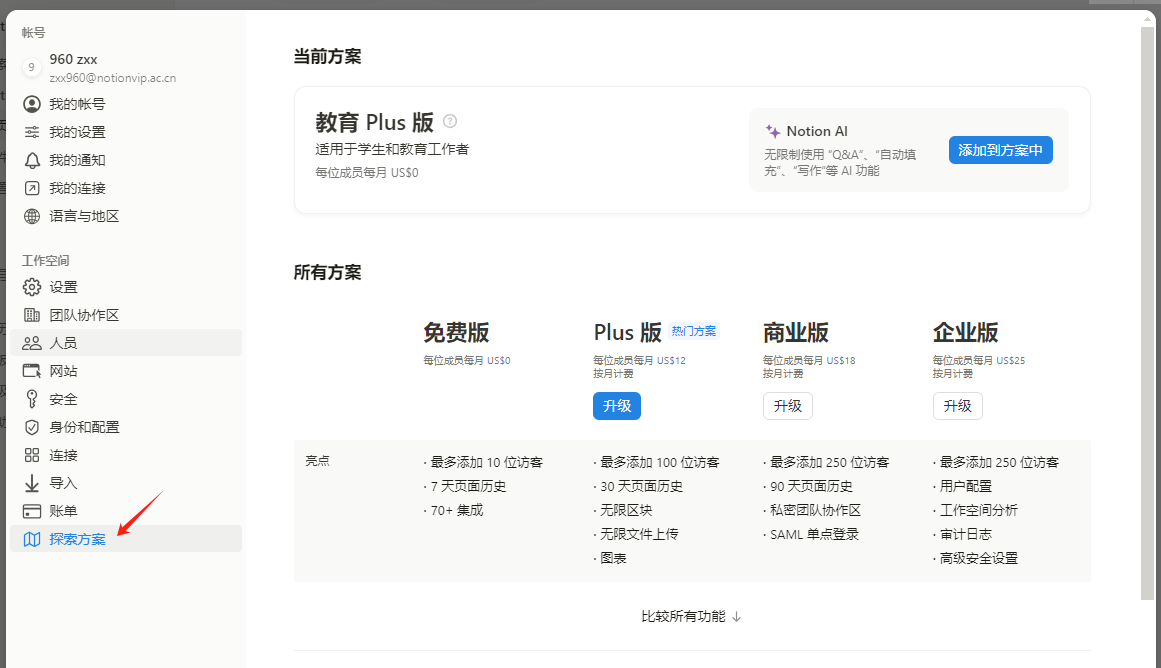 帐号
9
960 zxx
zxx960@notionvip.ac.cn
我的帐号
我的设置
我的通知
我的连接
语言与地区
工作空间
设置
团队协作区
人员
网站
安全
身份和配置
连接
导入
账单
探索方案
当前方案
教育 Plus 版
适用于学生和教育工作者
每位成员每月 US$0
Notion AI
无限制使用 “Q&A”、“自动填
充”、“写作”等 AI 功能
添加到方案中
所有方案
免费版
每位成员每月 US$0
Plus 版 热门方案
每位成员每月 US$12
按月计费
升级
商业版
每位成员每月 US$18
按月计费
升级
企业版
每位成员每月 US$25
按月计费
升级
亮点
· 最多添加 10 位访客
· 7 天页面历史
· 70+ 集成
· 最多添加 100 位访客
· 30 天页面历史
· 无限区块
· 无限文件上传
· 图表
· 最多添加 250 位访客
· 90 天页面历史
· 私密团队协作区
· SAML 单点登录
· 最多添加 250 位访客
· 用户配置
· 工作空间分析
· 审计日志
· 高级安全设置
比较所有功能 ↓